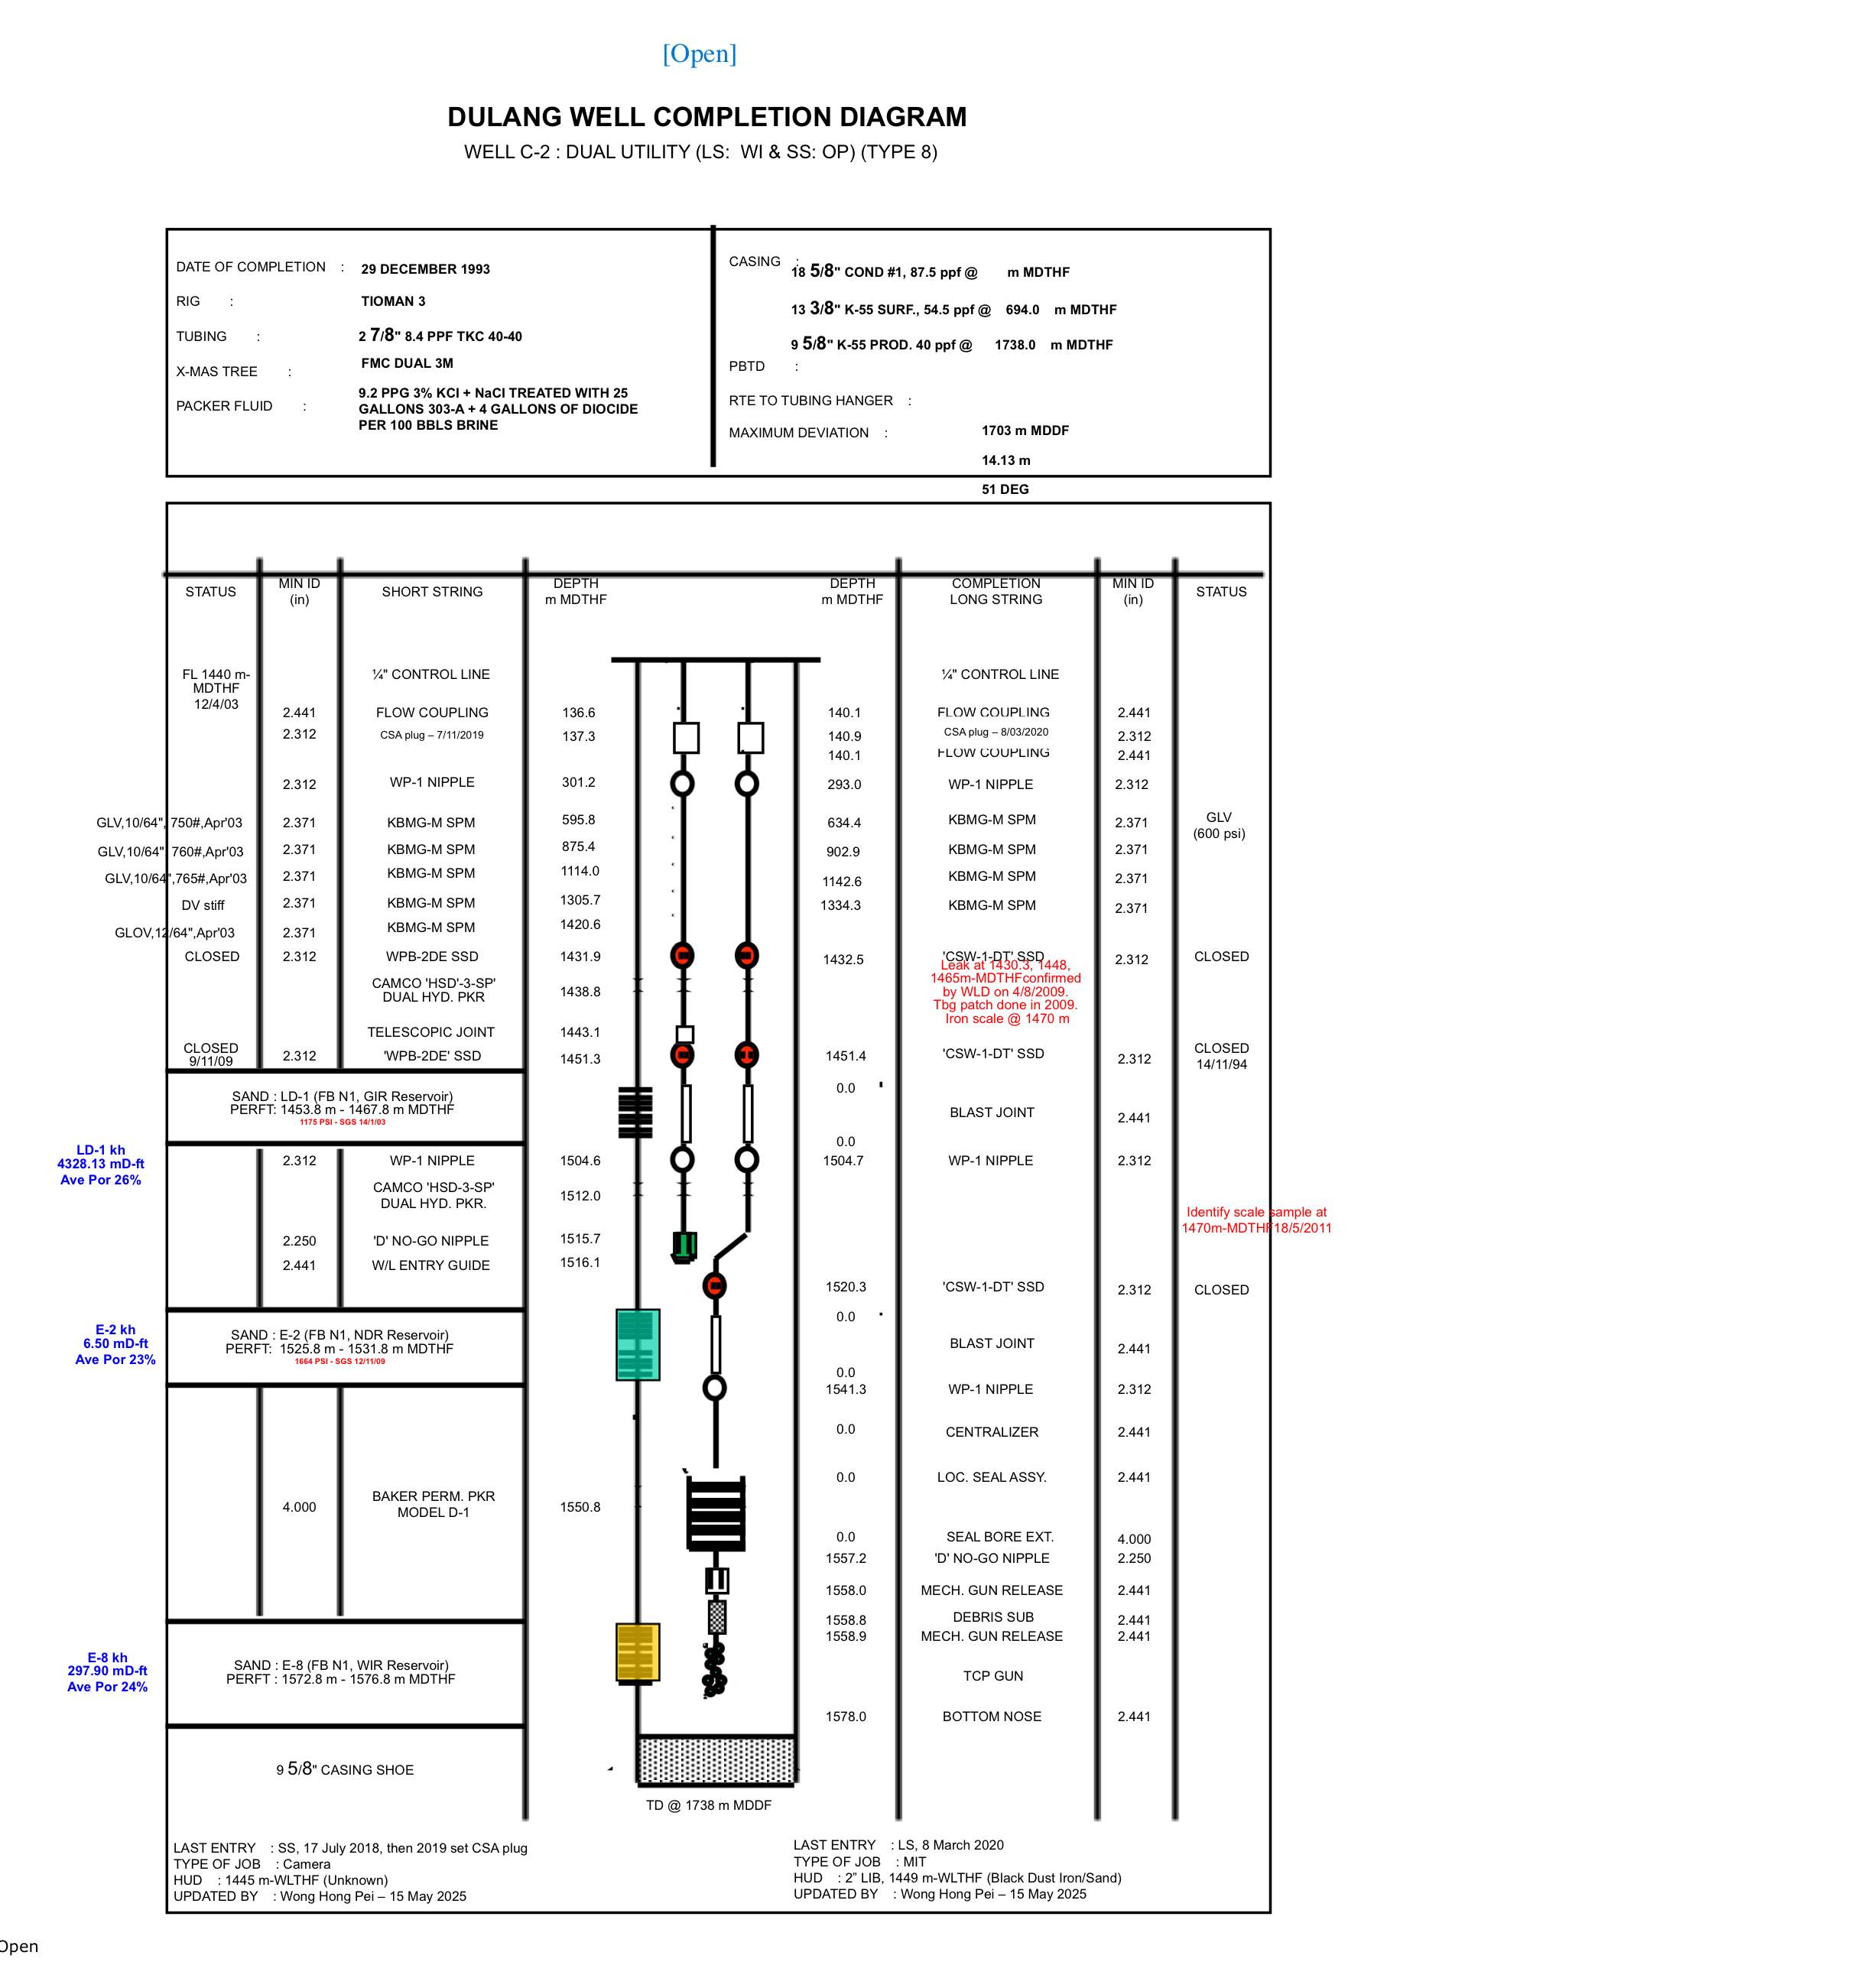 [Open]
DULANG WELL COMPLETION DIAGRAM
WELL C-2 : DUAL UTILITY (LS:  WI & SS: OP) (TYPE 8)
DATE OF COMPLETION    :    29 DECEMBER 1993
RIG        :    TIOMAN 3
TUBING        :    2 7/8" 8.4 PPF TKC 40-40
X-MAS TREE        :    FMC DUAL 3M
PACKER FLUID        :    9.2 PPG 3% KCl + NaCl TREATED WITH 25
GALLONS 303-A + 4 GALLONS OF DIOCIDE
PER 100 BBLS BRINE
CASING    :
18 5/8" COND #1, 87.5 ppf @        m MDTHF
13 3/8" K-55 SURF., 54.5 ppf @    694.0    m MDTHF
9 5/8" K-55 PROD. 40 ppf @      1738.0    m MDTHF
PBTD        :
RTE TO TUBING HANGER    :
MAXIMUM DEVIATION    :
1703 m MDDF
14.13 m
51 DEG
STATUS    MIN ID    SHORT STRING    DEPTH    DEPTH    COMPLETION    MIN ID    STATUS
(in)    m MDTHF    m MDTHF    LONG STRING    (in)
FL 1440 m-    ¼" CONTROL LINE    ¼" CONTROL LINE
MDTHF
12/4/03
2.441    FLOW COUPLING    136.6    140.1    FLOW COUPLING    2.441
2.312    CSA plug – 7/11/2019    137.3    140.9    CSA plug – 8/03/2020    2.312
140.1    FLOW COUPLING    2.441
2.312    WP-1 NIPPLE    301.2    293.0    WP-1 NIPPLE    2.312
GLV,10/64", 750#,Apr'03    2.371    KBMG-M SPM    595.8    634.4    KBMG-M SPM    2.371    GLV
(600 psi)
GLV,10/64", 760#,Apr'03    2.371    KBMG-M SPM    875.4    902.9    KBMG-M SPM    2.371
GLV,10/64",765#,Apr'03    2.371    KBMG-M SPM    1114.0    1142.6    KBMG-M SPM    2.371
DV stiff    2.371    KBMG-M SPM    1305.7    1334.3    KBMG-M SPM    2.371
GLOV,12/64",Apr'03    2.371    KBMG-M SPM    1420.6
CLOSED    2.312    WPB-2DE SSD    1431.9    1432.5    'CSW-1-DT' SSD    2.312    CLOSED
Leak at 1430.3, 1448,
1465m-MDTHFconfirmed
by WLD on 4/8/2009.
Tbg patch done in 2009.
Iron scale @ 1470 m
CAMCO 'HSD'-3-SP'    1438.8
DUAL HYD. PKR
TELESCOPIC JOINT    1443.1
CLOSED    2.312    'WPB-2DE' SSD    1451.3    1451.4    'CSW-1-DT' SSD    2.312    CLOSED
9/11/09    14/11/94
SAND : LD-1 (FB N1, GIR Reservoir)
PERFT: 1453.8 m - 1467.8 m MDTHF
1175 PSI - SGS 14/1/03
0.0
BLAST JOINT    2.441
0.0
LD-1 kh
4328.13 mD-ft
Ave Por 26%
2.312    WP-1 NIPPLE    1504.6    1504.7    WP-1 NIPPLE    2.312
CAMCO 'HSD-3-SP'    1512.0
DUAL HYD. PKR.
Identify scale sample at
1470m-MDTHF18/5/2011
2.250    'D' NO-GO NIPPLE    1515.7
2.441    W/L ENTRY GUIDE    1516.1
1520.3    'CSW-1-DT' SSD    2.312    CLOSED
E-2 kh
6.50 mD-ft
Ave Por 23%
SAND : E-2 (FB N1, NDR Reservoir)
PERFT:  1525.8 m - 1531.8 m MDTHF
1664 PSI - SGS 12/11/09
0.0
BLAST JOINT    2.441
0.0
1541.3    WP-1 NIPPLE    2.312
0.0    CENTRALIZER    2.441
0.0    LOC. SEAL ASSY.    2.441
4.000    BAKER PERM. PKR    1550.8
MODEL D-1
0.0    SEAL BORE EXT.    4.000
1557.2    'D' NO-GO NIPPLE    2.250
1558.0    MECH. GUN RELEASE    2.441
1558.8    DEBRIS SUB    2.441
1558.9    MECH. GUN RELEASE    2.441
E-8 kh
297.90 mD-ft
Ave Por 24%
SAND : E-8 (FB N1, WIR Reservoir)
PERFT : 1572.8 m - 1576.8 m MDTHF
TCP GUN
1578.0    BOTTOM NOSE    2.441
9 5/8" CASING SHOE
TD @ 1738 m MDDF
LAST ENTRY    : SS, 17 July 2018, then 2019 set CSA plug
TYPE OF JOB    : Camera
HUD    : 1445 m-WLTHF (Unknown)
UPDATED BY    : Wong Hong Pei – 15 May 2025
LAST ENTRY    : LS, 8 March 2020
TYPE OF JOB    : MIT
HUD    : 2” LIB, 1449 m-WLTHF (Black Dust Iron/Sand)
UPDATED BY    : Wong Hong Pei – 15 May 2025
Open